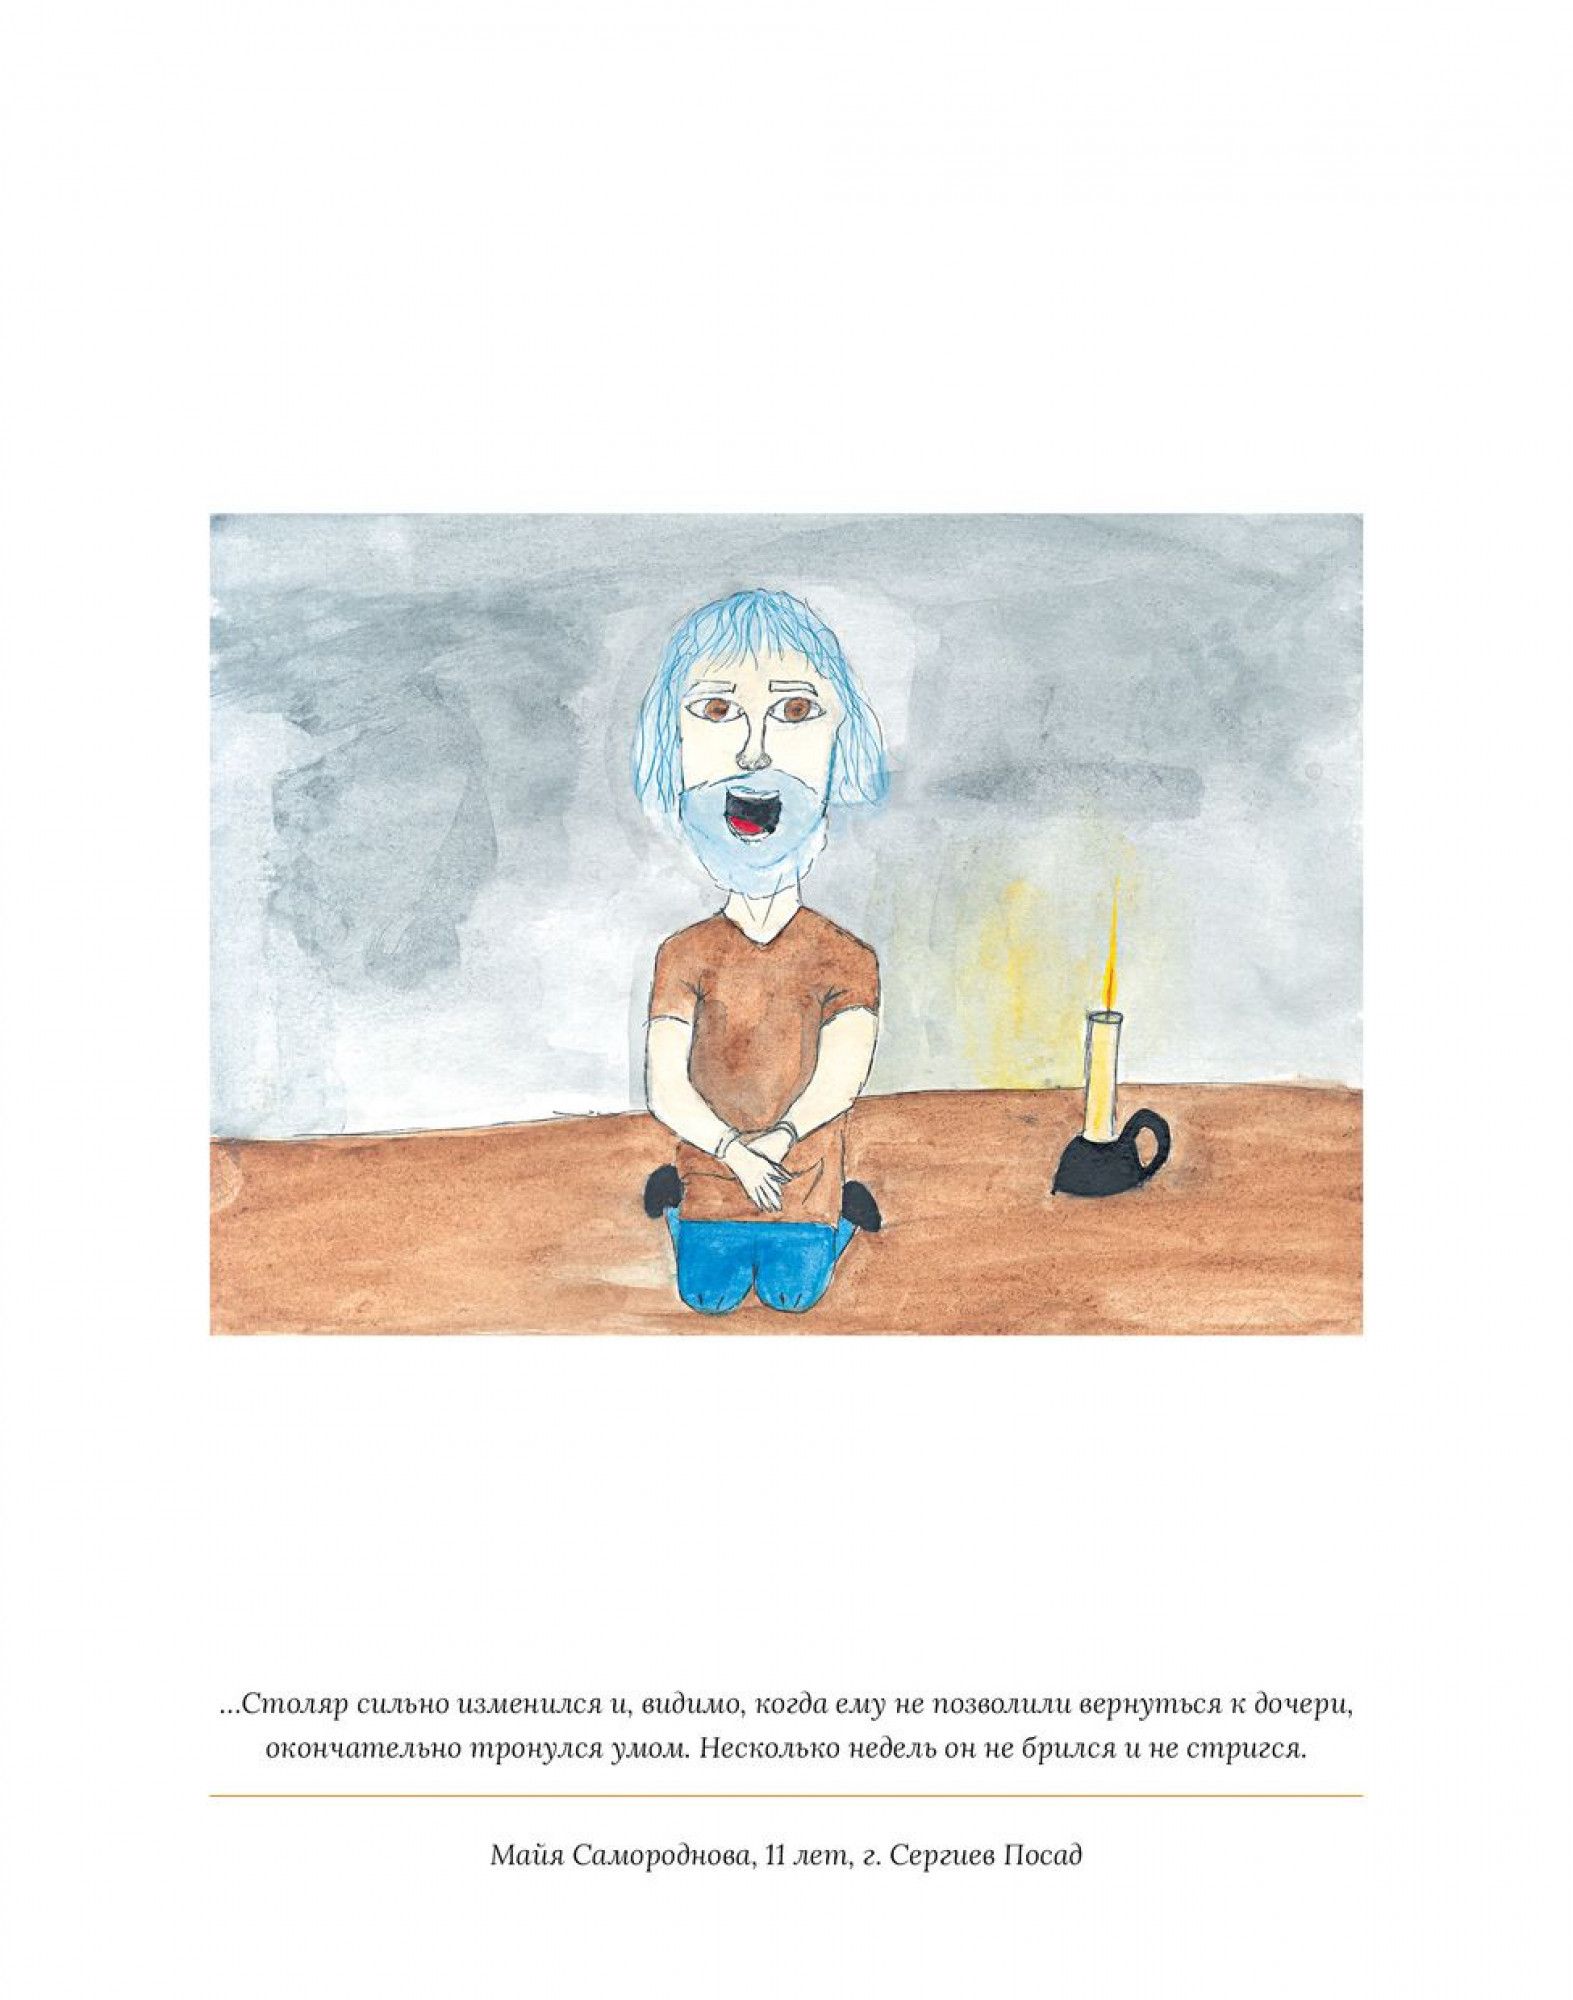 ...Столяр сильно изменился и, видимо, когда ему не позволили вернуться к дочери,
окончательно тронулся умом. Несколько недель он не брился и не стригся.
Майя Самороднова, 11 лет, г. Сергиев Посад